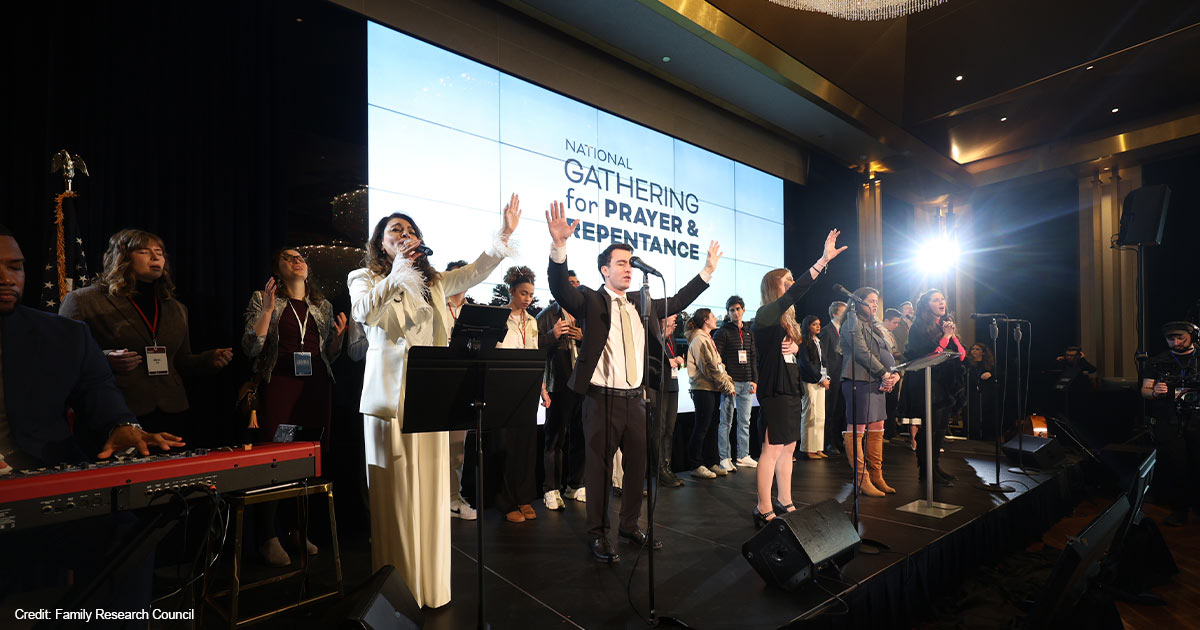 NATIONAL
GATHERING
for PRAYER &
REPENTANCE
Credit: Family Research Council